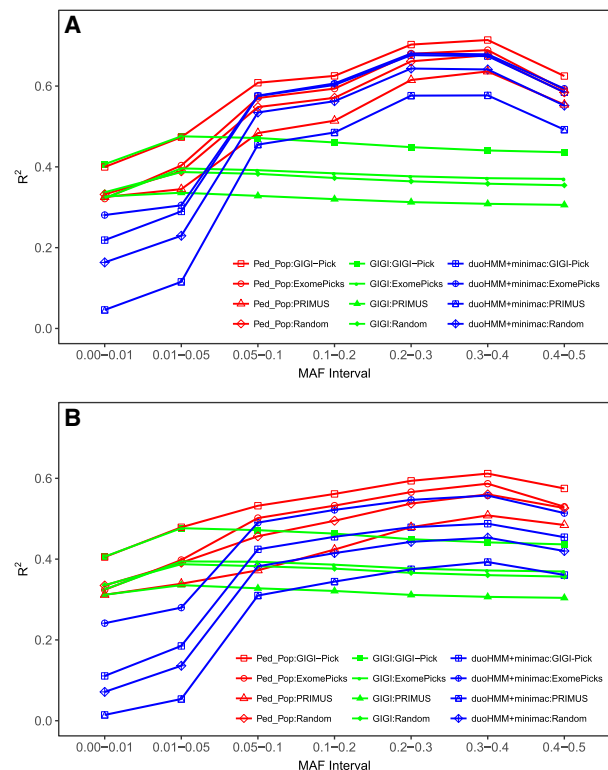 A
0.6
0.4
0.2
0.0
R2
Ped_Pop:GIGI−Pick
Ped_Pop:ExomePicks
Ped_Pop:PRIMUS
Ped_Pop:Random
GIGI:GIGI−Pick
GIGI:ExomePicks
GIGI:PRIMUS
GIGI:Random
duoHMM+minimac:GIGI-Pick
duoHMM+minimac:ExomePicks
duoHMM+minimac:PRIMUS
duoHMM+minimac:Random
0.00−0.01 0.01−0.05 0.05−0.1 0.1−0.2 0.2−0.3 0.3−0.4 0.4−0.5
MAF Interval
B
0.6
0.4
0.2
0.0
R2
Ped_Pop:GIGI−Pick
Ped_Pop:ExomePicks
Ped_Pop:PRIMUS
Ped_Pop:Random
GIGI:GIGI−Pick
GIGI:ExomePicks
GIGI:PRIMUS
GIGI:Random
duoHMM+minimac:GIGI-Pick
duoHMM+minimac:ExomePicks
duoHMM+minimac:PRIMUS
duoHMM+minimac:Random
0.00−0.01 0.01−0.05 0.05−0.1 0.1−0.2 0.2−0.3 0.3−0.4 0.4−0.5
MAF Interval